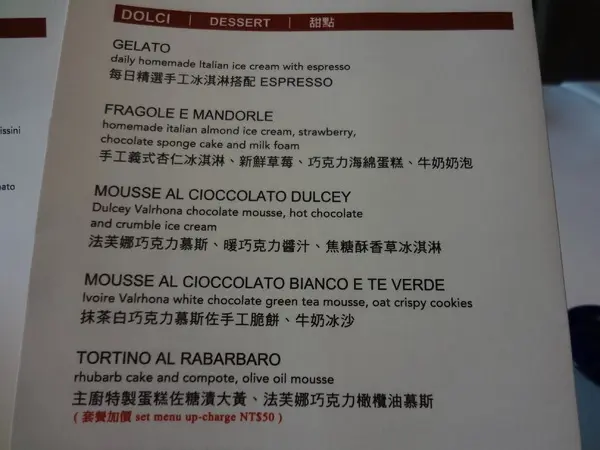 DOLCI | DESSERT | 甜點
GELATO
daily homemade Italian ice cream with espresso
每日精選手工冰淇淋搭配 ESPRESSO
FRAGOLE E MANDORLE
homemade italian almond ice cream, strawberry,
chocolate sponge cake and milk foam
手工義式杏仁冰淇淋、新鮮草莓、巧克力海綿蛋糕、牛奶奶泡
MOUSSE AL CIOCCOLATO DULCEY
Dulcey Valrhona chocolate mousse, hot chocolate
and crumble ice cream
法芙娜巧克力慕斯、暖巧克力醬汁、焦糖酥香草冰淇淋
MOUSSE AL CIOCCOLATO BIANCO E TE VERDE
Ivoire Valrhona white chocolate green tea mousse, oat crispy cookies
抹茶白巧克力慕斯佐手工脆餅、牛奶冰沙
TORTINO AL RABARBARO
rhubarb cake and compote, olive oil mousse
主廚特製蛋糕佐糖漬大黃、法芙娜巧克力橄欖油慕斯
( 套餐加價 set menu up-charge NT$50 )